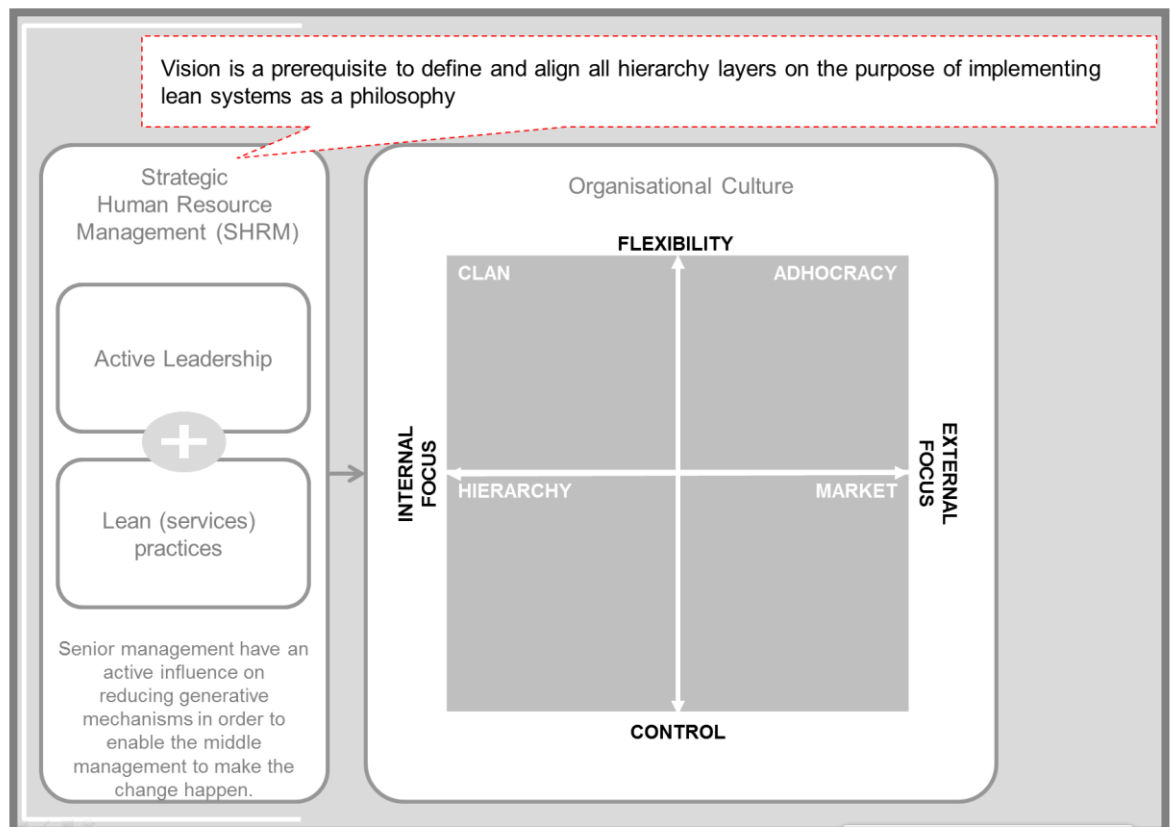 Vision is a prerequisite to define and align all hierarchy layers on the purpose of implementing
lean systems as a philosophy
Strategic
Human Resource
Management (SHRM)
Active Leadership
Lean (services)
practices
Senior management have an
active influence on
reducing generative
mechanisms in order to
enable the middle
management to make the
change happen.
Organisational Culture
FLEXIBILITY
CLAN
ADHOCRACY
INTERNAL
FOCUS
EXTERNAL
FOCUS
HIERARCHY
MARKET
CONTROL